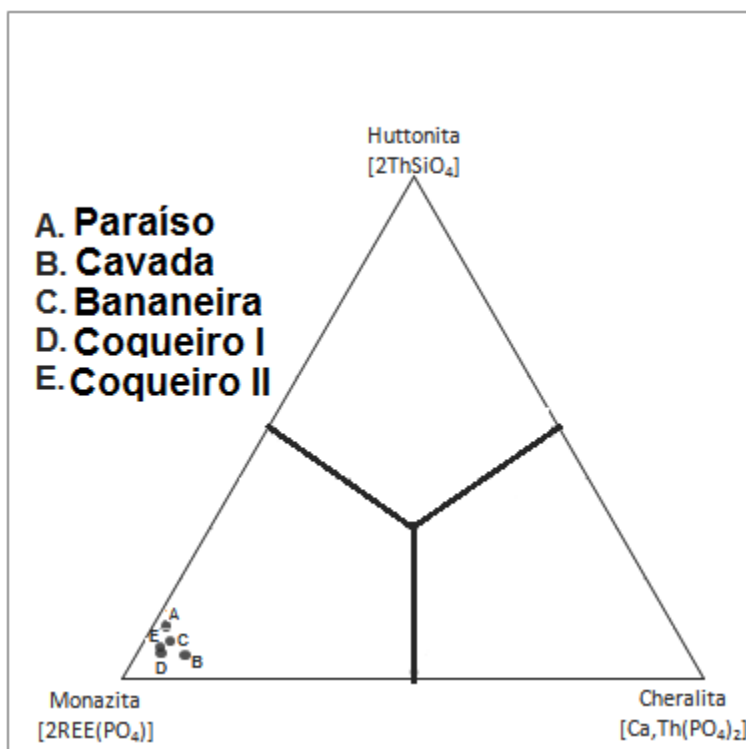 Huttonita
[2ThSiO₄]
A. Paraíso
B. Cavada
C. Bananeira
D. Coqueiro I
E. Coqueiro II
A
E C
D B
Monazita
[2REE(PO₄)]
Cheralita
[Ca,Th(PO₄)₂]